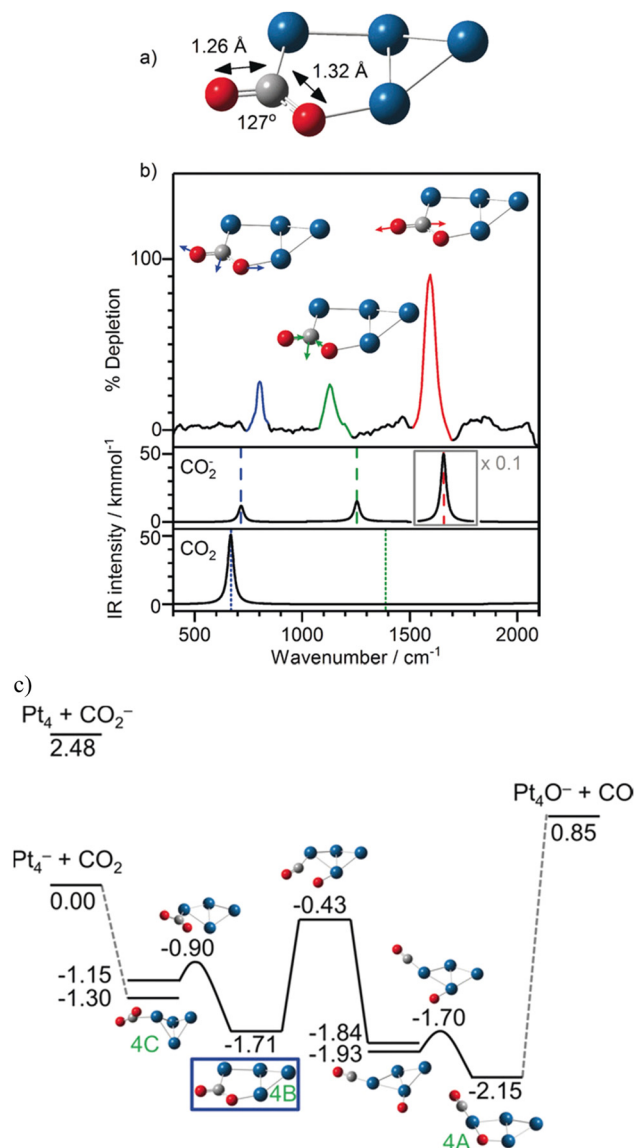 a)
1.26 Å
1.32 Å
127º
b)
% Depletion
100
0
CO₂⁻
x 0.1
50
0
CO₂
50
0
IR intensity / kmmol⁻¹
500 1000 1500 2000
Wavenumber / cm⁻¹
c)
Pt₄ + CO₂⁻
2.48
Pt₄O⁻ + CO
0.85
Pt₄⁻ + CO₂
0.00
-0.43
-0.90
-1.15
-1.30
4C
-1.71
4B
-1.84
-1.93
-1.70
-2.15
4A